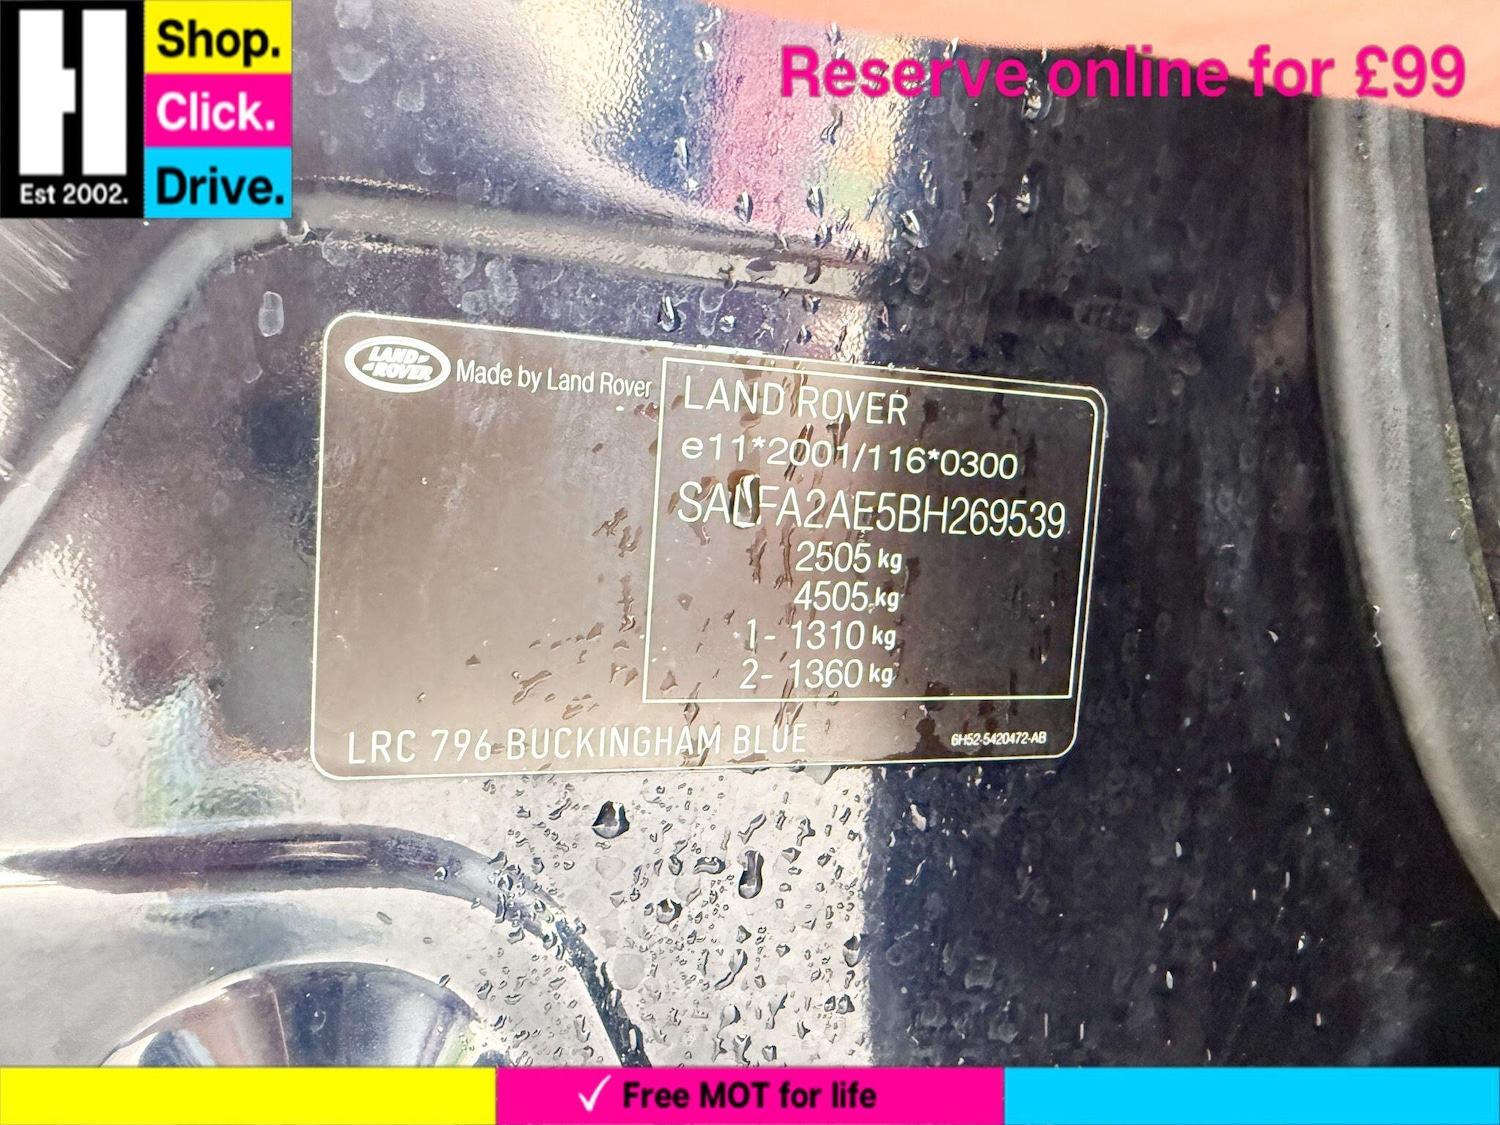 Shop.
Click.
Drive.
Est 2002.
Reserve online for £99
LAND-
-ROVER
Made by Land Rover
LAND ROVER
e11*2001/116*0300
SALFA2AE5BH269539
2505 kg
4505 kg
1- 1310 kg
2- 1360 kg
LRC 796 BUCKINGHAM BLUE
6H52-5420472-AB
✓ Free MOT for life